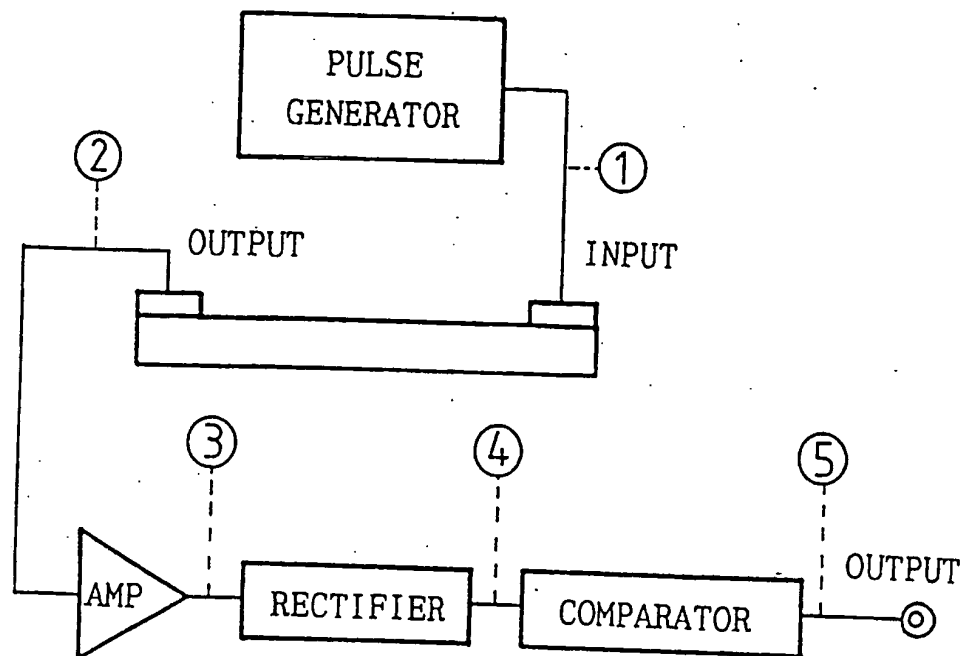 PULSE
GENERATOR
②
①
OUTPUT
INPUT
③
④
⑤
OUTPUT
AMP
RECTIFIER
COMPARATOR